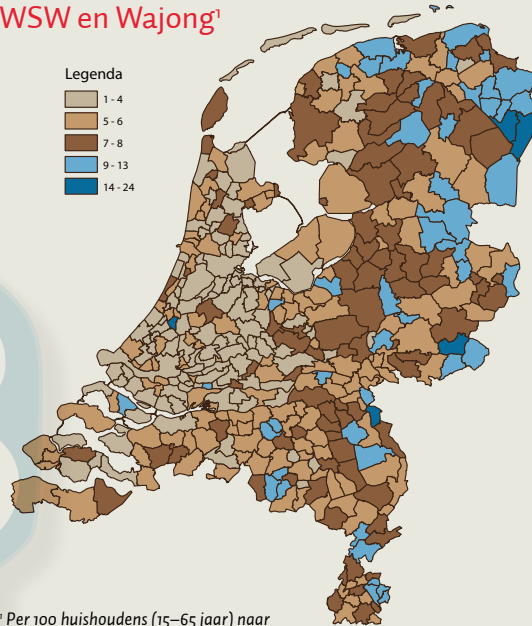 WSW en Wajong¹
Legenda
1 - 4
5 - 6
7 - 8
9 - 13
14 - 24
¹ Per 100 huishoudens (15–65 jaar) naar